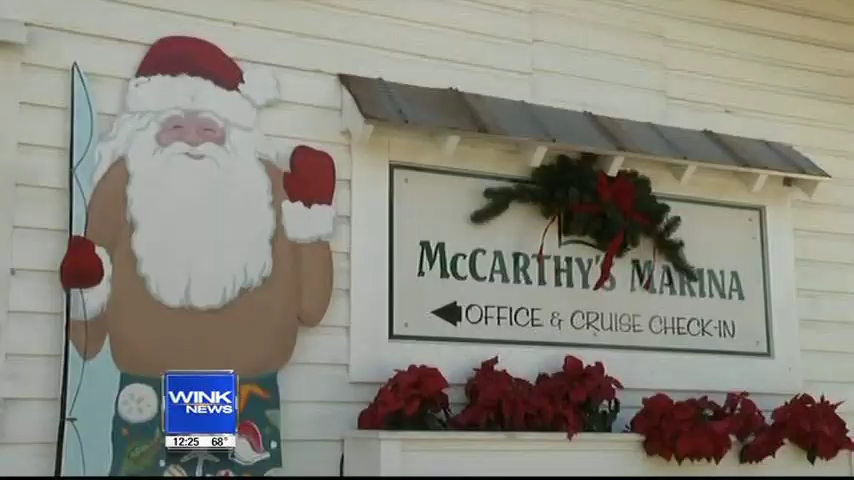 McCARTHY'S MARINA
OFFICE & CRUISE CHECK-IN
WINK
NEWS
12:25 68°